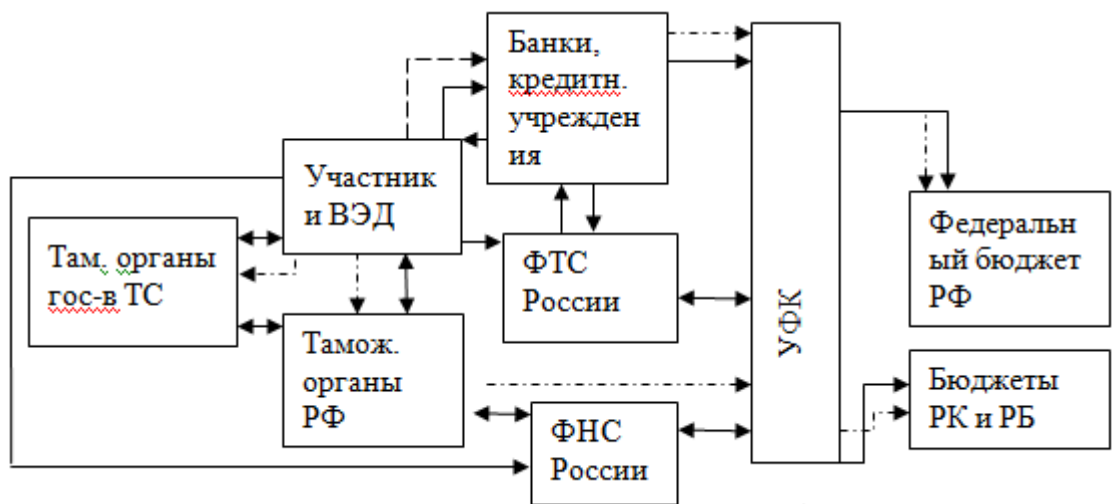 Банки,
кредитн.
учрежден
ия
Участник
и ВЭД
Там. органы
гос-в ТС
ФТС
России
Тамож.
органы
РФ
ФНС
России
УФК
Федеральн
ый бюджет
РФ
Бюджеты
РК и РБ